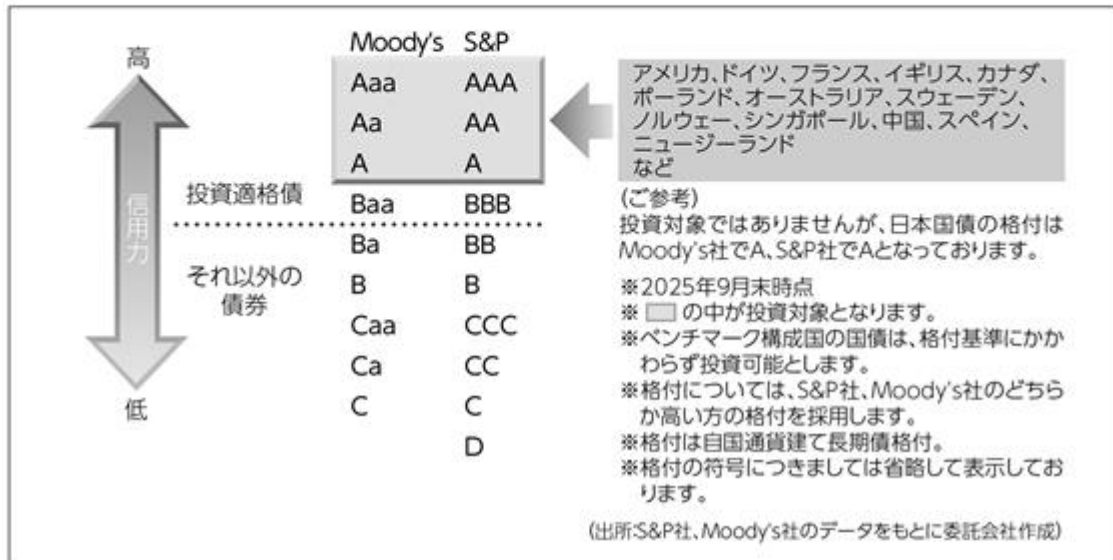 Moody's S&P
高
Aaa AAA
Aa AA
A A
投資適格債
Baa BBB
Ba BB
それ以外の
債券
B B
Caa CCC
Ca CC
低
C C
D
信用力
アメリカ、ドイツ、フランス、イギリス、カナダ、
ポーランド、オーストラリア、スウェーデン、
ノルウェー、シンガポール、中国、スペイン、
ニュージーランド
など
(ご参考)
投資対象ではありませんが、日本国債の格付は
Moody's社でA、S&P社でAとなっております。
※2025年9月末時点
※ の中が投資対象となります。
※ベンチマーク構成国の国債は、格付基準にかか
わらず投資可能とします。
※格付については、S&P社、Moody's社のどちら
か高い方の格付を採用します。
※格付は自国通貨建て長期債格付。
※格付の符号につきましては省略して表示してお
ります。
(出所:S&P社、Moody's社のデータをもとに委託会社作成)